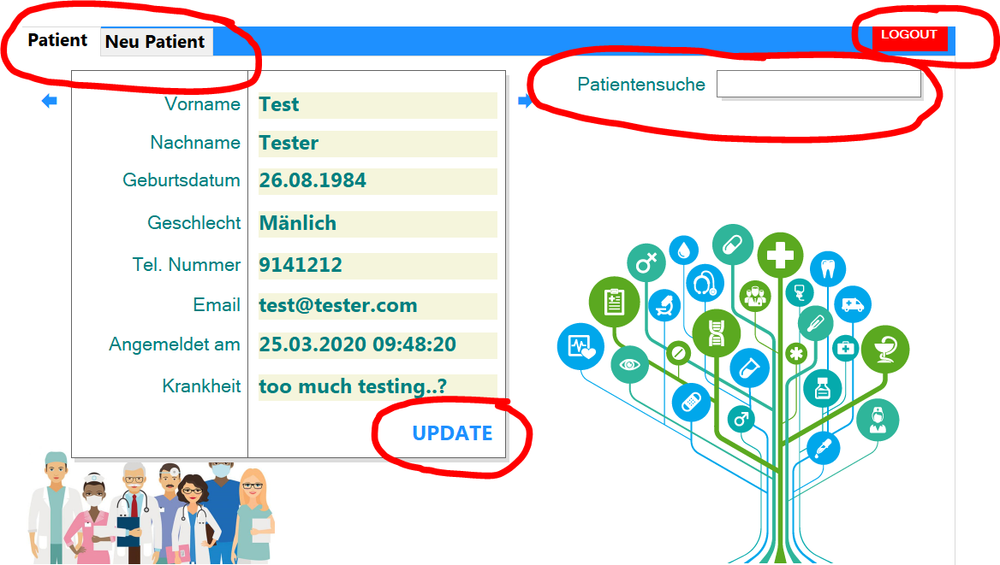 Patient
Neu Patient
LOGOUT
Patientensuche
Vorname Test
Nachname Tester
Geburtsdatum 26.08.1984
Geschlecht Mänlich
Tel. Nummer 9141212
Email test@tester.com
Angemeldet am 25.03.2020 09:48:20
Krankheit too much testing..?
UPDATE